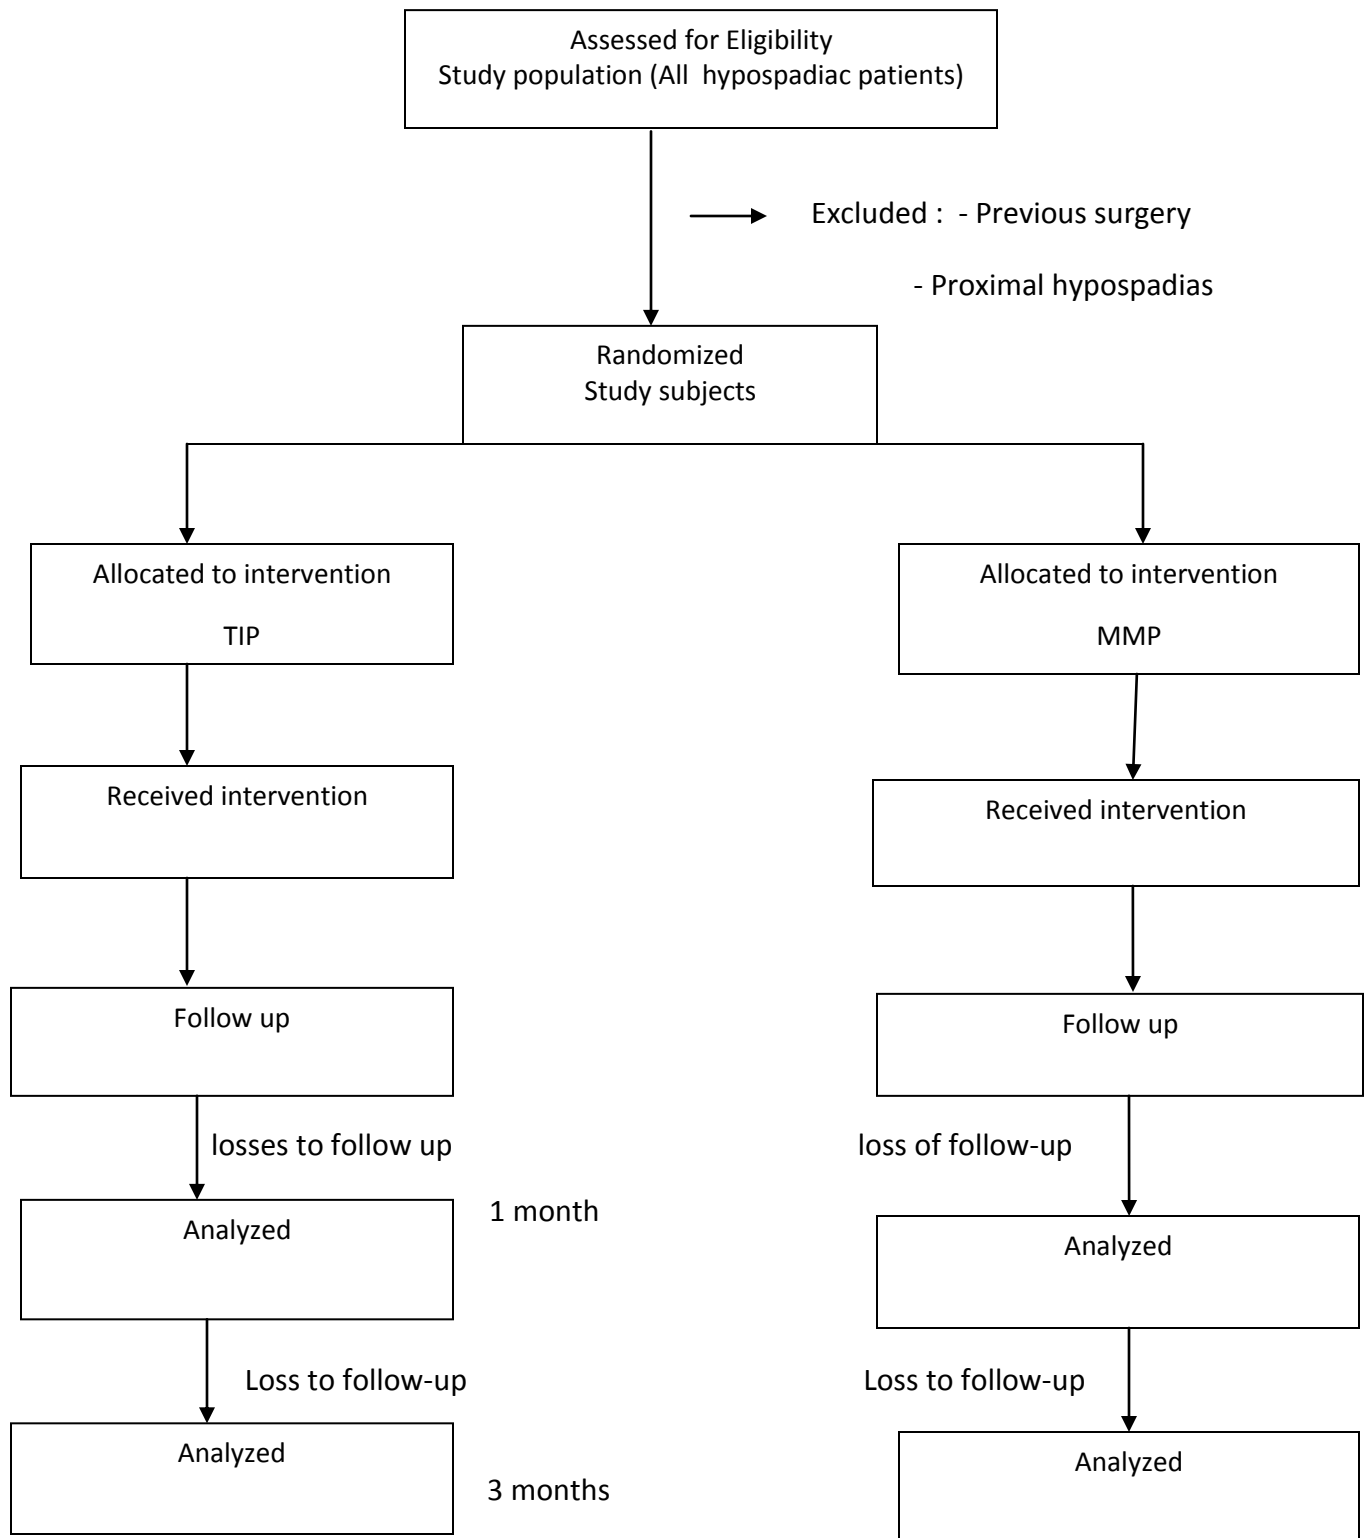 Assessed for Eligibility
Study population (All  hypospadiac patients)
Excluded :  - Previous surgery
- Proximal hypospadias
Randomized
Study subjects
Allocated to intervention
TIP
Allocated to intervention
MMP
Received intervention
Received intervention
Follow up
Follow up
losses to follow up
loss of follow-up
Analyzed
1 month
Analyzed
Loss to follow-up
Loss to follow-up
Analyzed
3 months
Analyzed